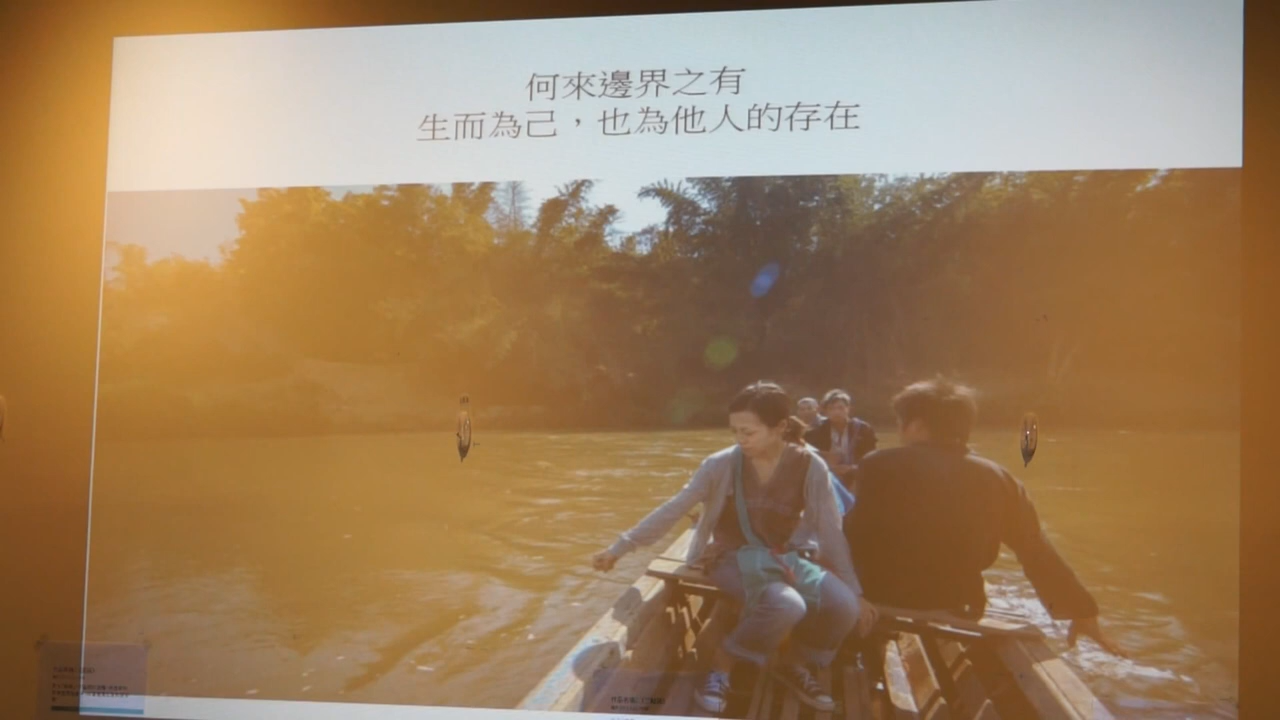 何來邊界之有
生而為己，也為他人的存在